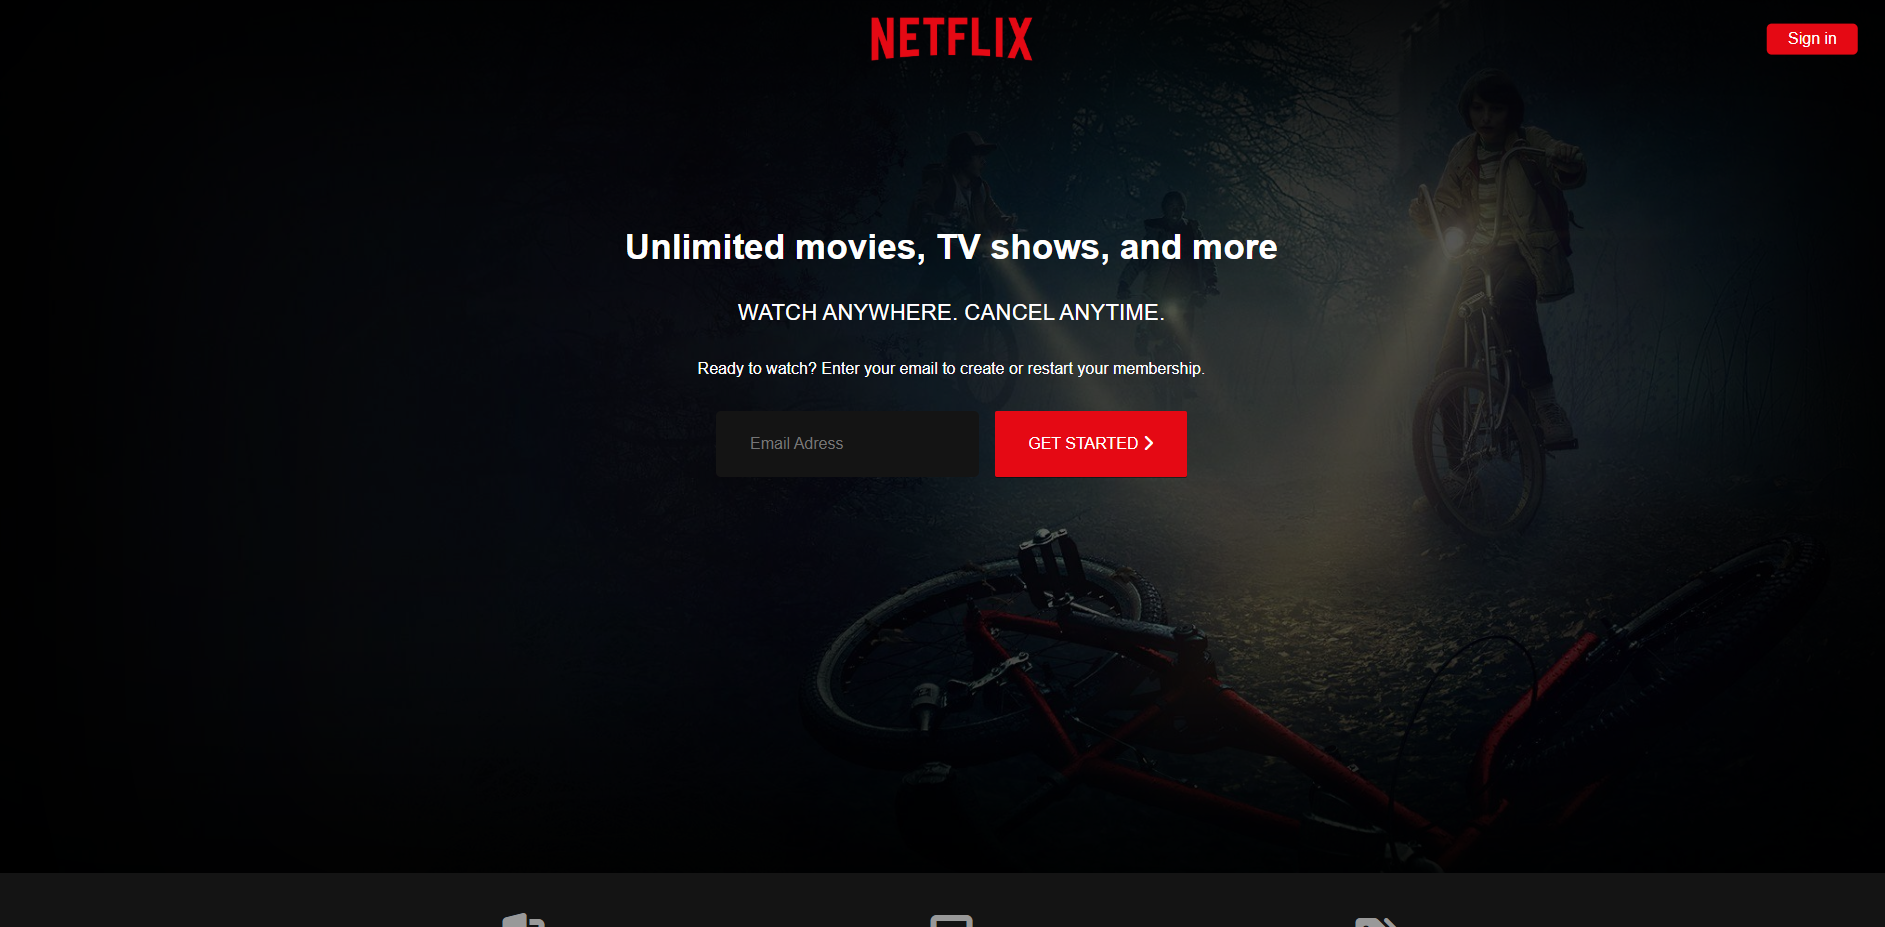 NETFLIX
Sign in
Unlimited movies, TV shows, and more
WATCH ANYWHERE. CANCEL ANYTIME.
Ready to watch? Enter your email to create or restart your membership.
Email Adress
GET STARTED